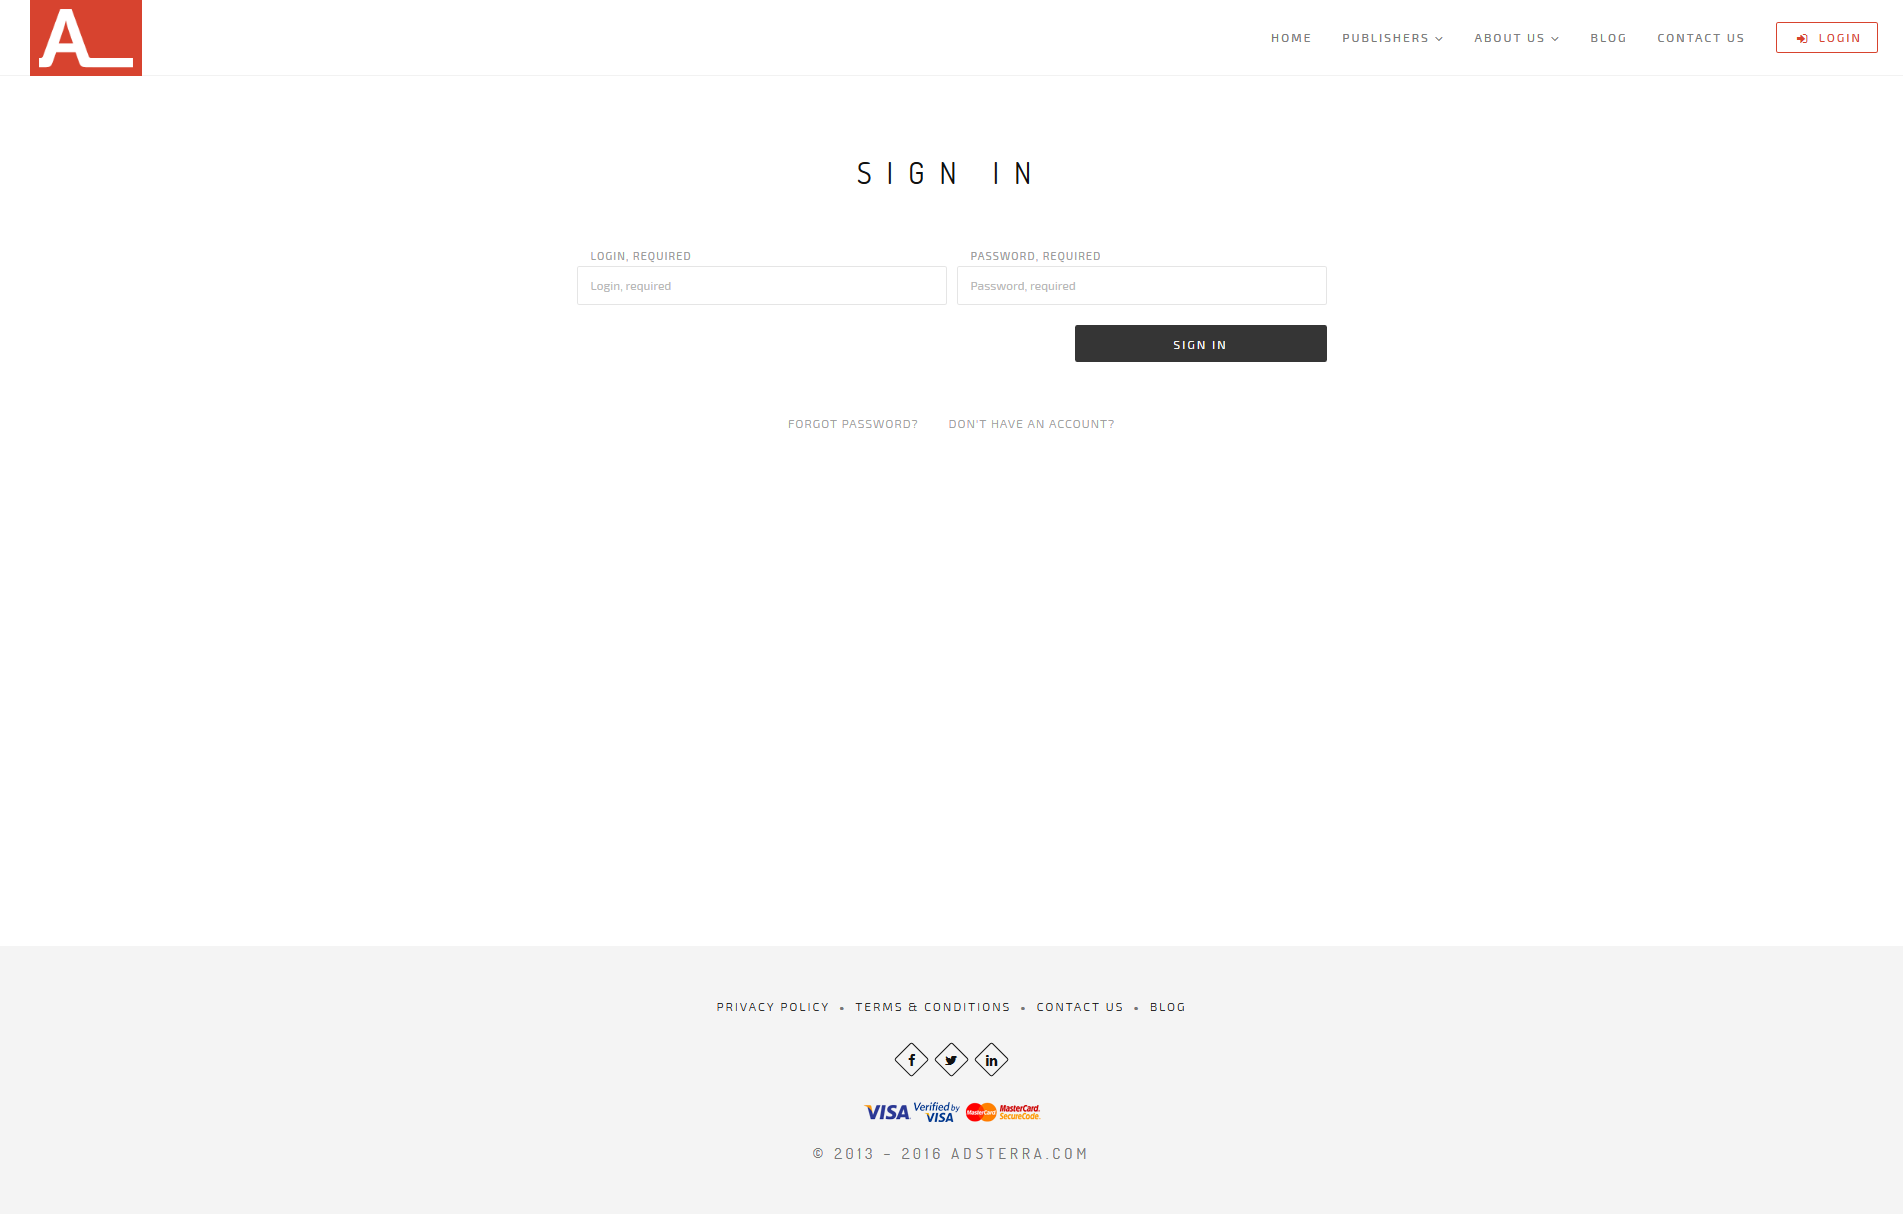 A
HOME PUBLISHERS ABOUT US BLOG CONTACT US LOGIN
SIGN IN
LOGIN, REQUIRED PASSWORD, REQUIRED
Login, required Password, required
SIGN IN
FORGOT PASSWORD? DON'T HAVE AN ACCOUNT?
PRIVACY POLICY • TERMS & CONDITIONS • CONTACT US • BLOG
f in
VISA Verified by VISA MasterCard MasterCard. SecureCode.
© 2013 – 2016 ADSTERRA.COM